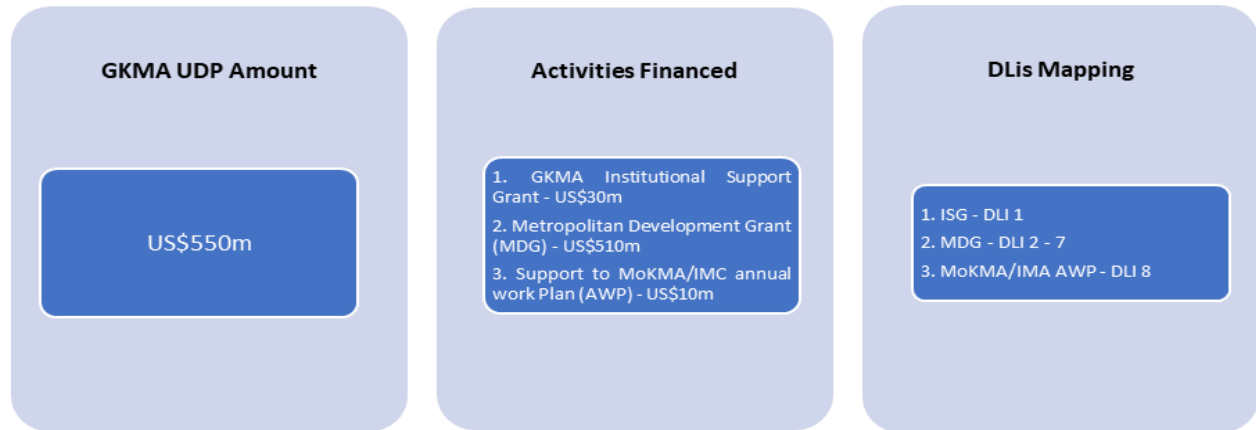 GKMA UDP Amount
US$550m
Activities Financed
1. GKMA Institutional Support
Grant - US$30m
2. Metropolitan Development Grant
(MDG) - US$510m
3. Support to MoKMA/IMC annual
work Plan (AWP) - US$10m
DLis Mapping
1. ISG - DLI 1
2. MDG - DLI 2 - 7
3. MoKMA/IMA AWP - DLI 8